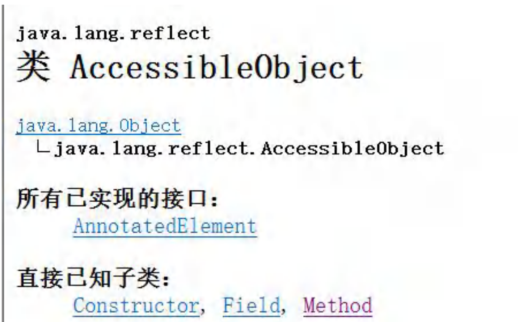 java.lang.reflect
类 AccessibleObject
java.lang.Object
└java.lang.reflect.AccessibleObject
所有已实现的接口：
AnnotatedElement
直接已知子类：
Constructor, Field, Method